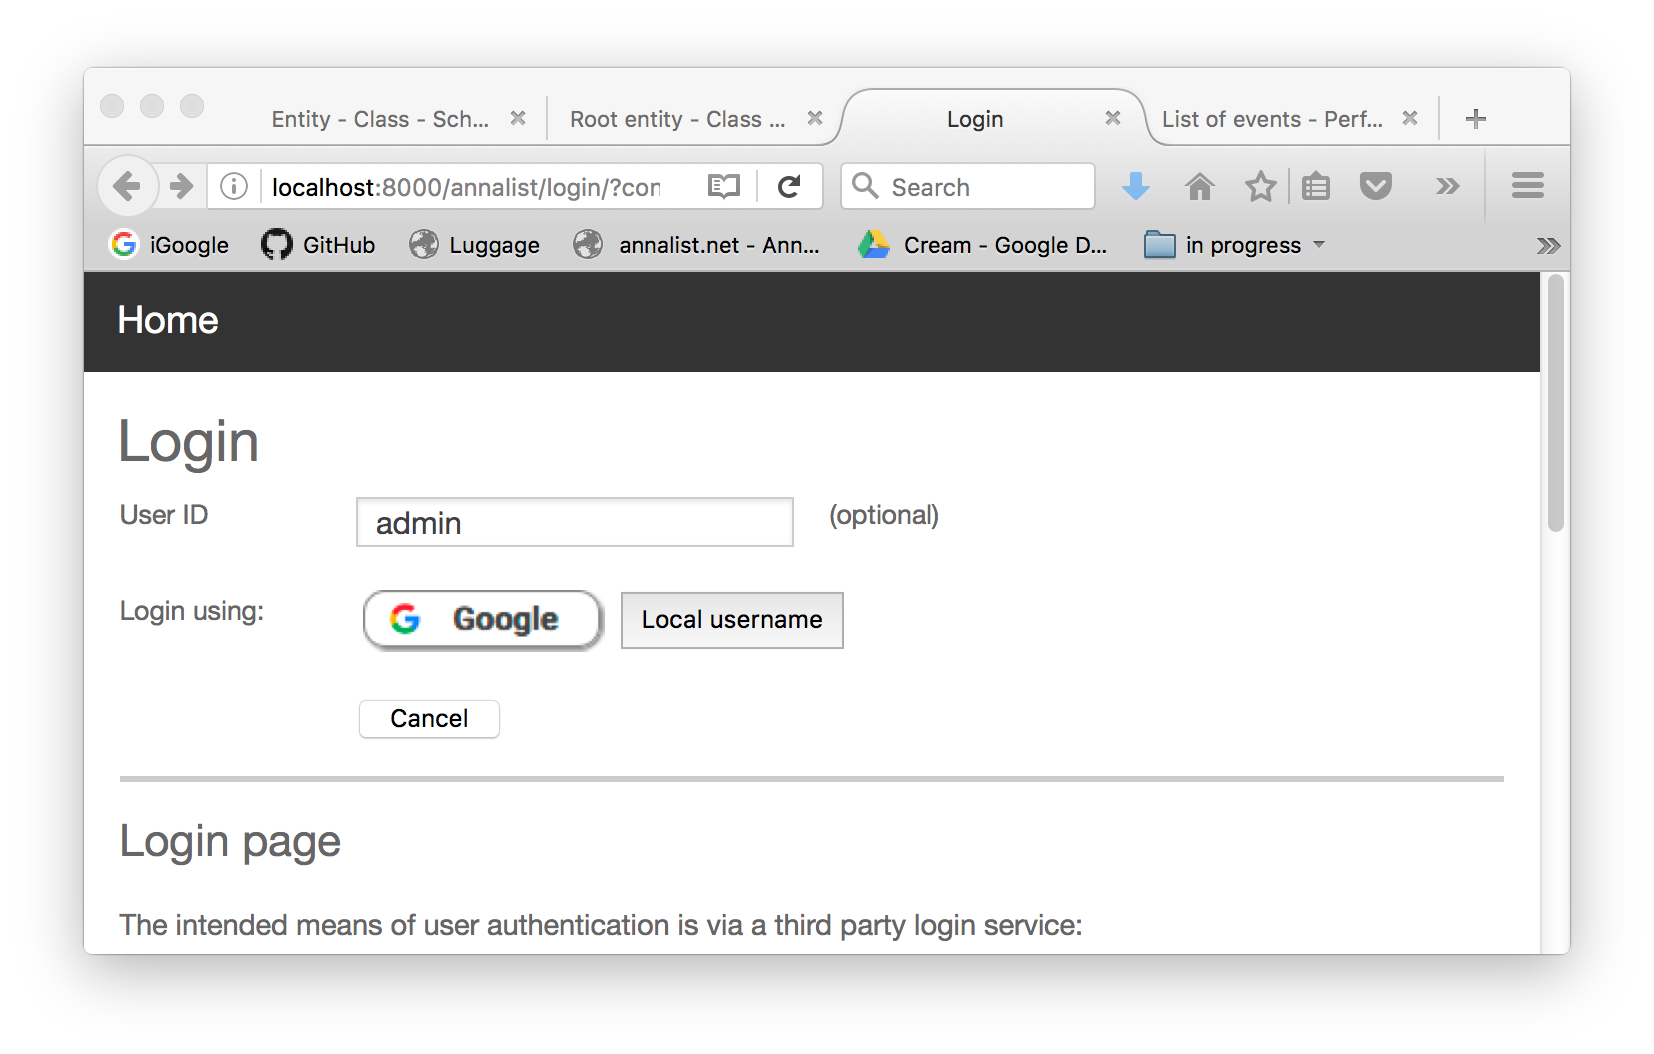 Entity - Class - Sch...
Root entity - Class ...
Login
List of events - Perf...
localhost:8000/annalist/login/?con
Search
iGoogle
GitHub
Luggage
annalist.net - Ann...
Cream - Google D...
in progress
Home
Login
User ID
admin
(optional)
Login using:
Google
Local username
Cancel
Login page
The intended means of user authentication is via a third party login service: